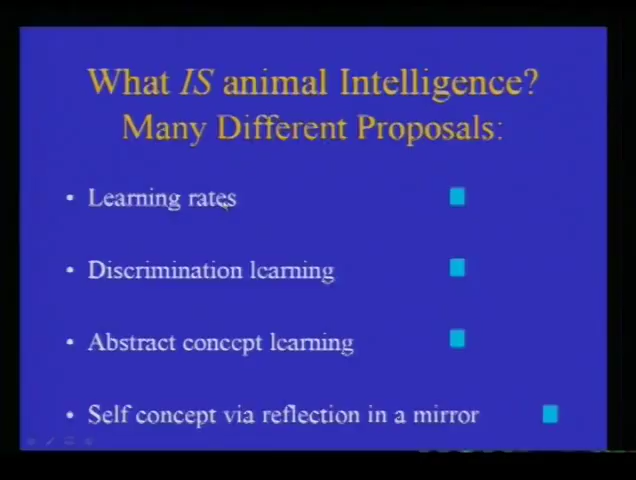 What IS animal Intelligence?
Many Different Proposals:
• Learning rates
• Discrimination learning
• Abstract concept learning
• Self concept via reflection in a mirror